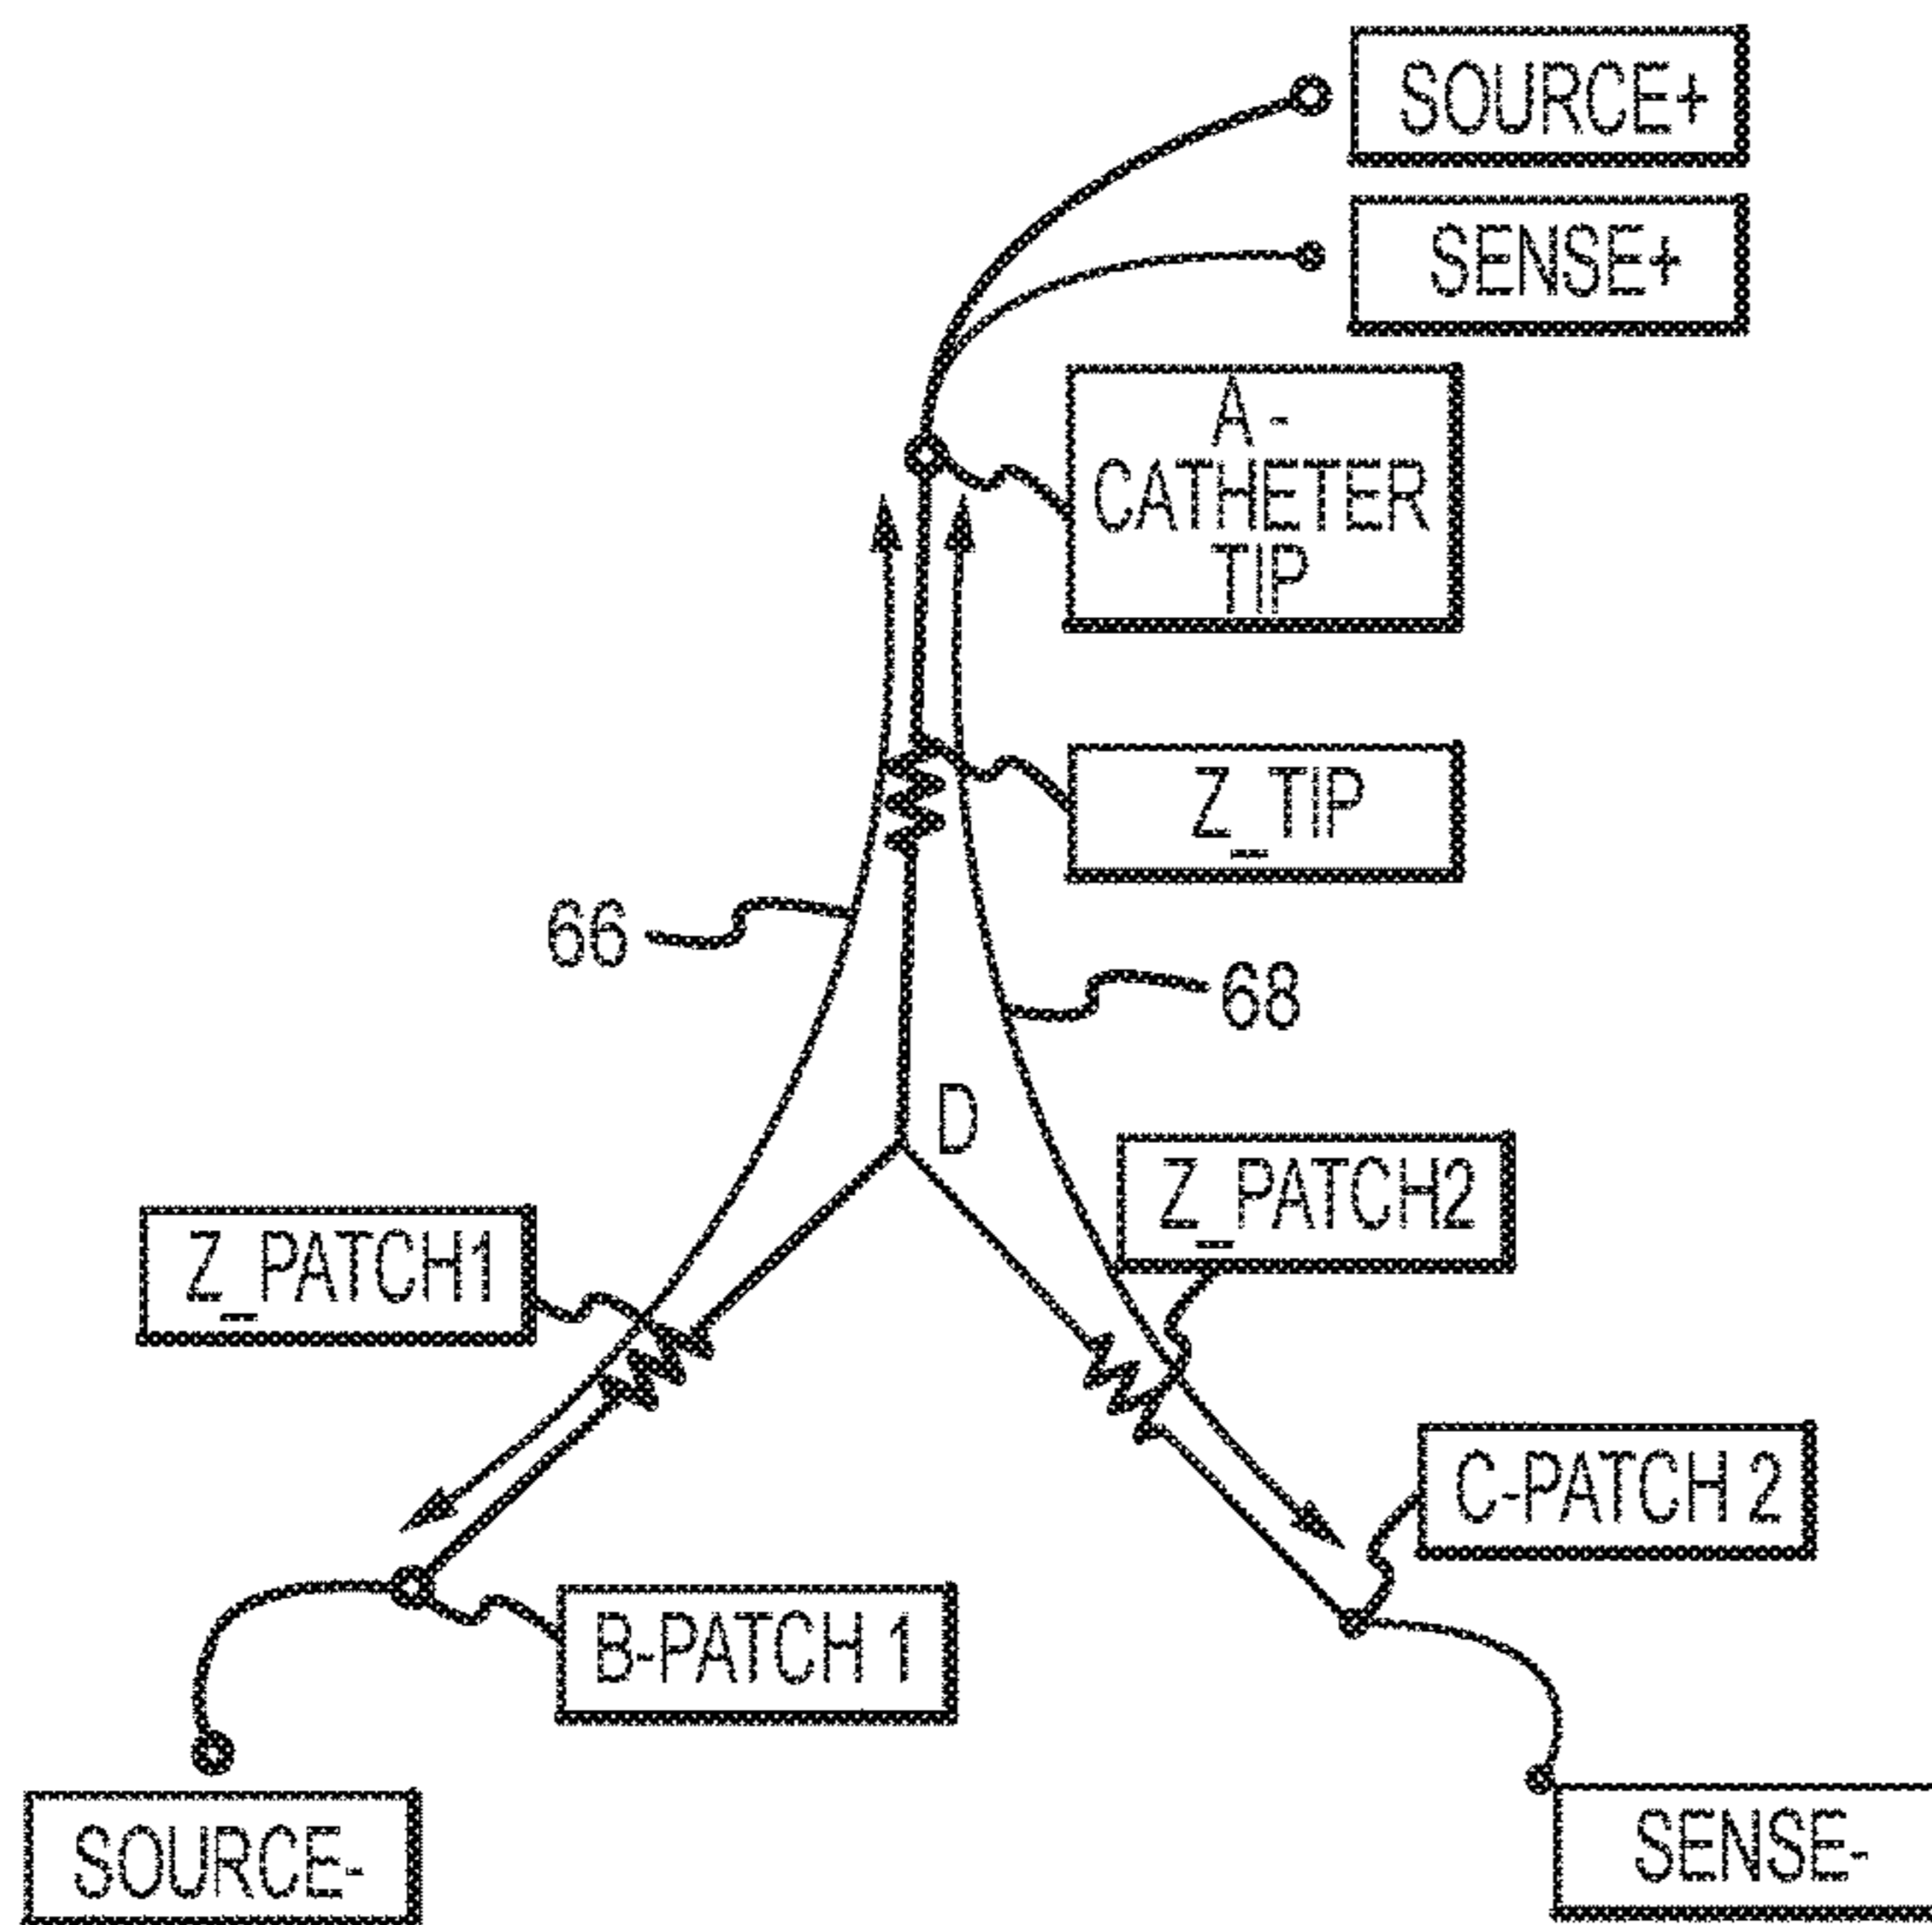 SOURCE+
SENSE+
A -
CATHETER
TIP
Z_TIP
66
68
D
Z_PATCH2
Z_PATCH1
C-PATCH 2
B-PATCH 1
SOURCE-
SENSE-